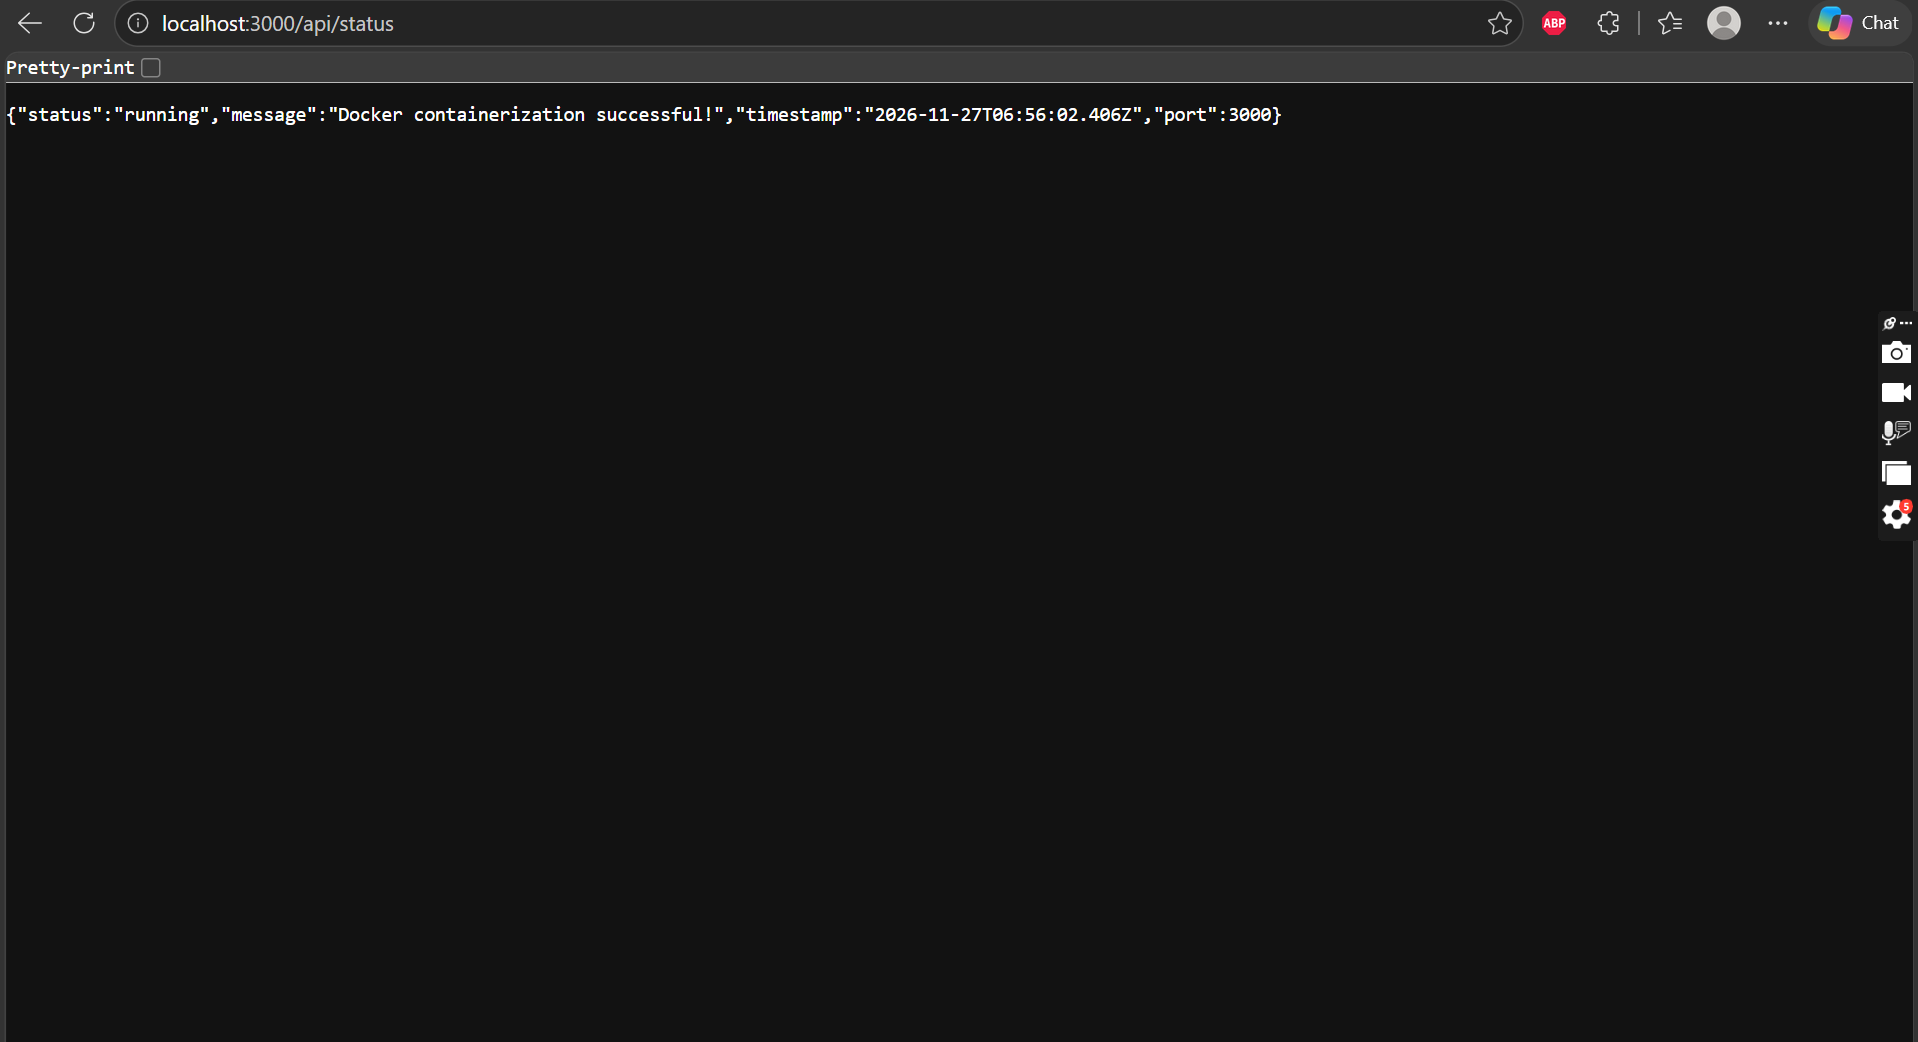 localhost:3000/api/status
ABP
Chat
Pretty-print
{"status":"running","message":"Docker containerization successful!","timestamp":"2026-11-27T06:56:02.406Z","port":3000}
5